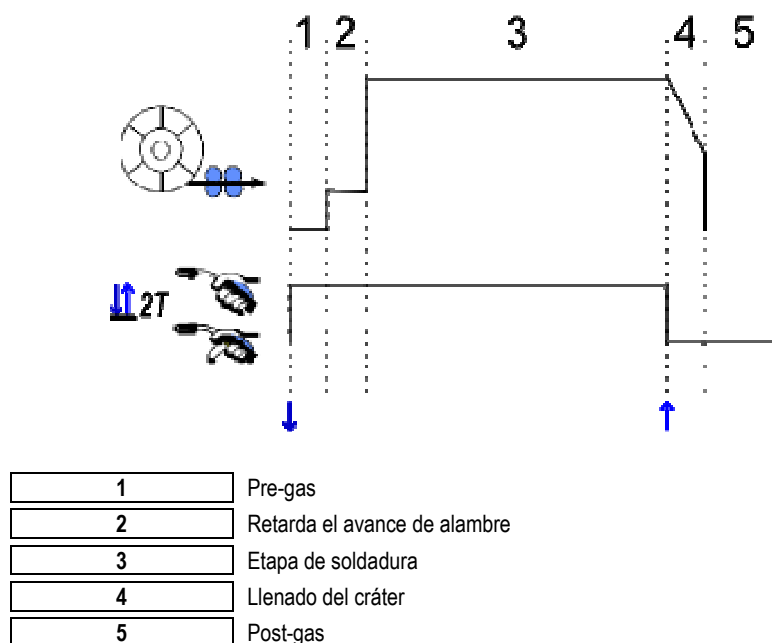 1 2 3 4 5
2T
1 Pre-gas
2 Retarda el avance de alambre
3 Etapa de soldadura
4 Llenado del cráter
5 Post-gas